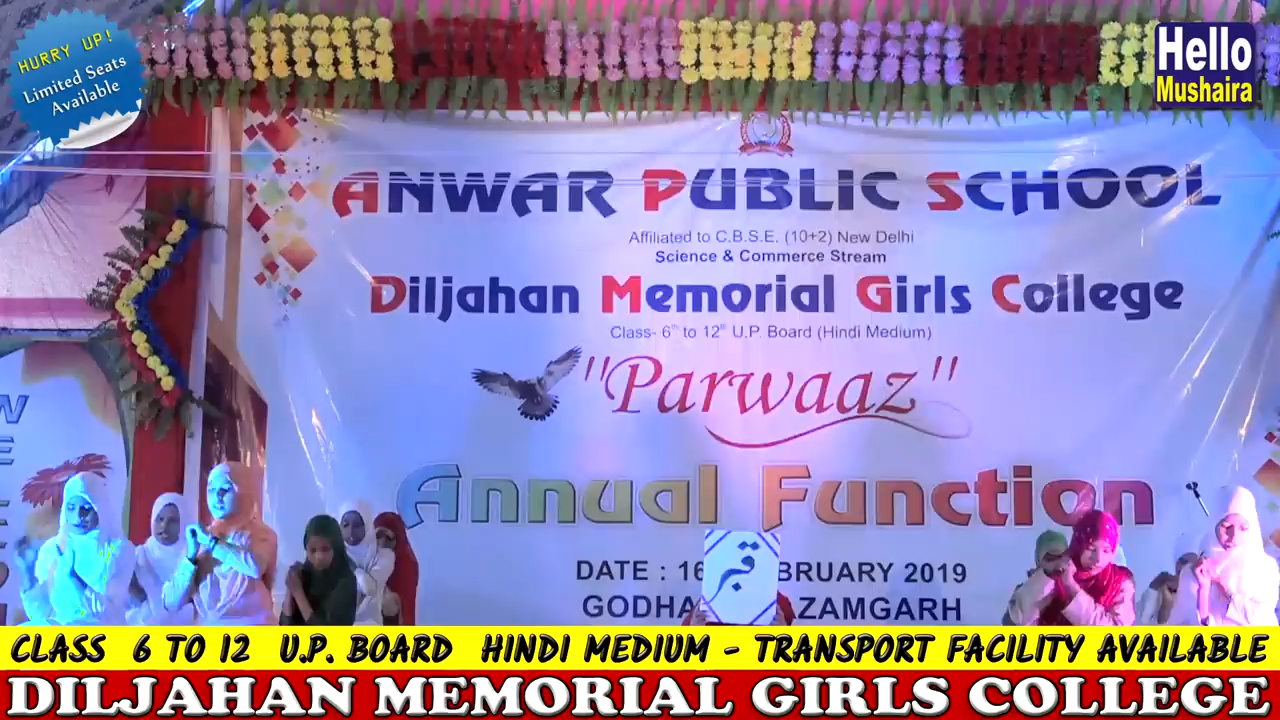 HURRY UP!
Limited Seats
Available
Hello
Mushaira
ANWAR PUBLIC SCHOOL
Affiliated to C.B.S.E. (10+2) New Delhi
Science & Commerce Stream
Diljahan Memorial Girls College
Class- 6th to 12th U.P. Board (Hindi Medium)
"Parwaaz"
Annual Function
DATE : 16 BRUARY 2019
GODHA ZAMGARH
قبر
CLASS 6 TO 12 U.P. BOARD HINDI MEDIUM - TRANSPORT FACILITY AVAILABLE
DILJAHAN MEMORIAL GIRLS COLLEGE